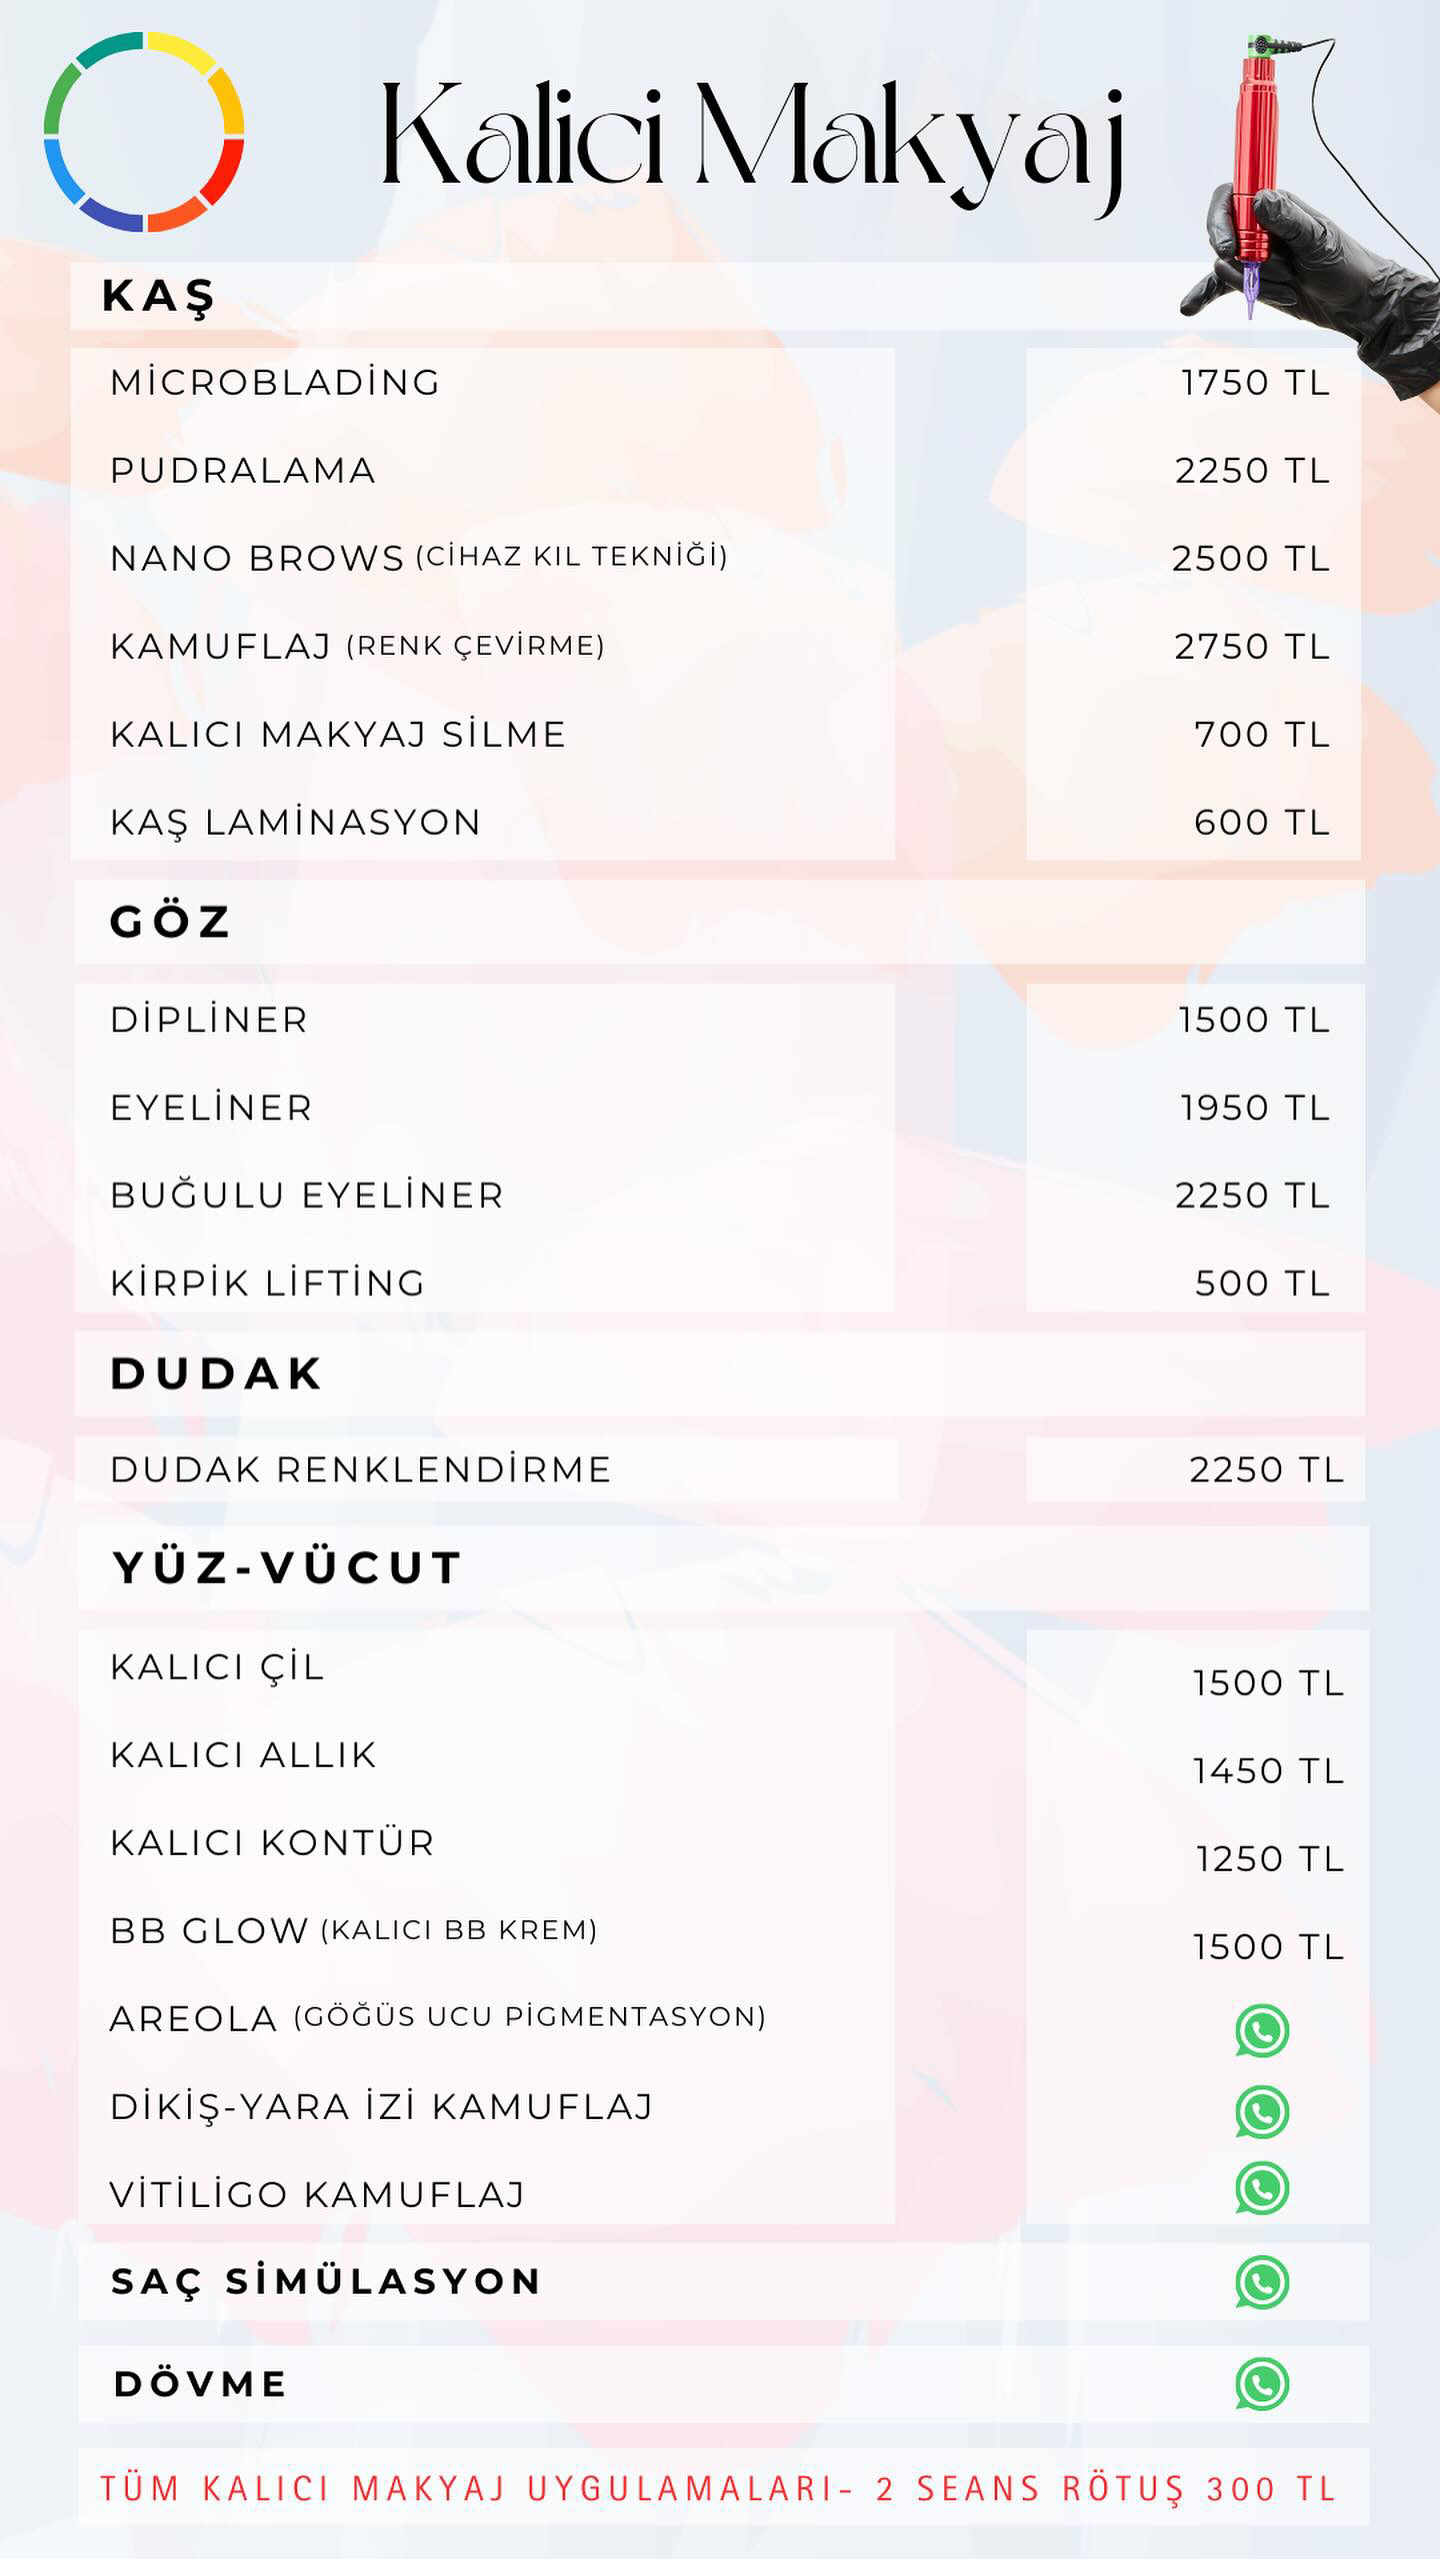 Kalici Makyaj
KAŞ
MİCROBLADİNG 1750 TL
PUDRALAMA 2250 TL
NANO BROWS (CİHAZ KIL TEKNİĞİ) 2500 TL
KAMUFLAJ (RENK ÇEVİRME) 2750 TL
KALICI MAKYAJ SİLME 700 TL
KAŞ LAMİNASYON 600 TL
GÖZ
DİPLİNER 1500 TL
EYELİNER 1950 TL
BUĞULU EYELİNER 2250 TL
KİRPİK LİFTİNG 500 TL
DUDAK
DUDAK RENKLENDİRME 2250 TL
YÜZ-VÜCUT
KALICI ÇİL 1500 TL
KALICI ALLIK 1450 TL
KALICI KONTÜR 1250 TL
BB GLOW (KALICI BB KREM) 1500 TL
AREOLA (GÖĞÜS UCU PİGMENTASYON)
DİKİŞ-YARA İZİ KAMUFLAJ
VİTİLİGO KAMUFLAJ
SAÇ SİMÜLASYON
DÖVME
TÜM KALICI MAKYAJ UYGULAMALARI- 2 SEANS RÖTUŞ 300 TL